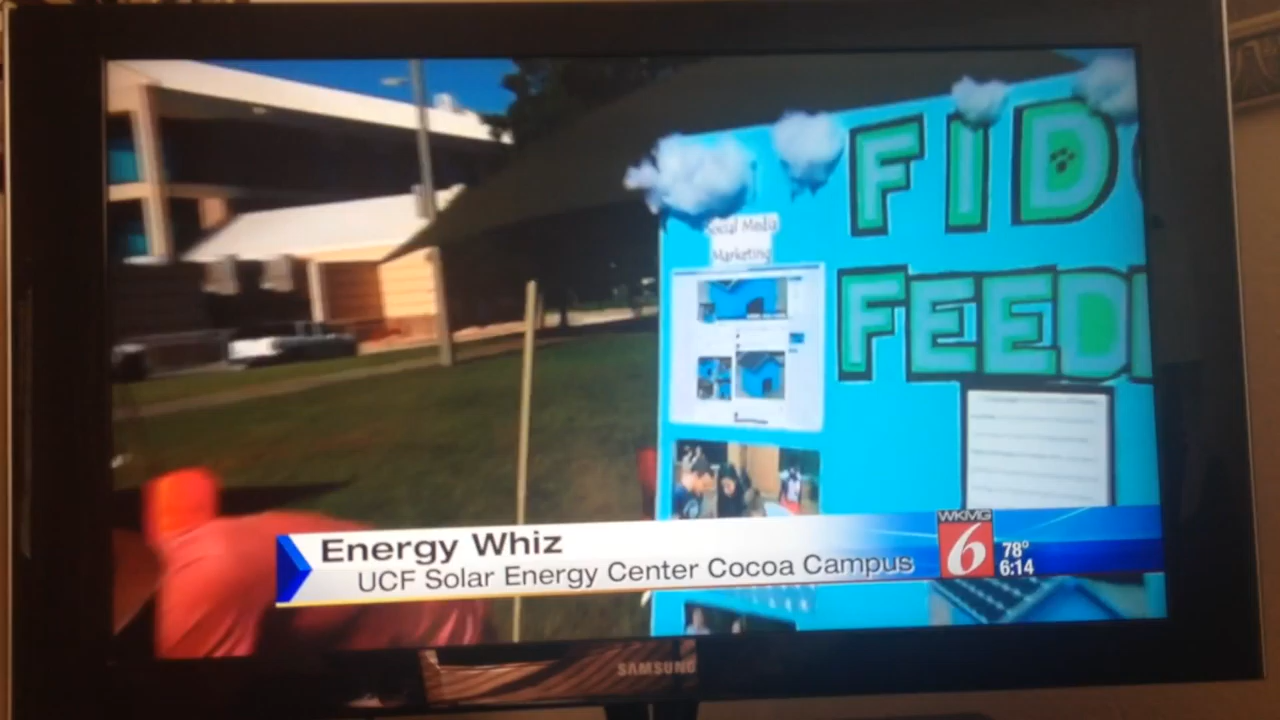 FID
FEED
Social Media
Marketing
Energy Whiz
UCF Solar Energy Center Cocoa Campus
WKMG
6
78°
6:14
SAMSUNG